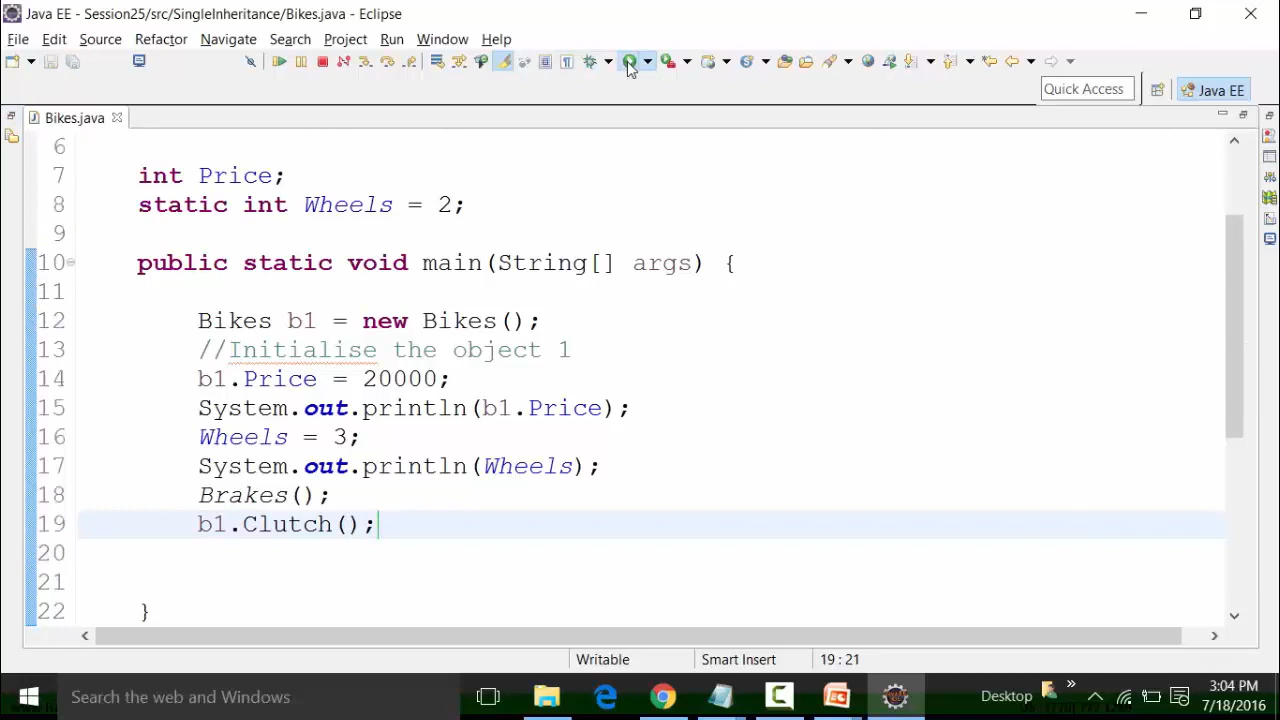 Java EE - Session25/src/SingleInheritance/Bikes.java - Eclipse
File Edit Source Refactor Navigate Search Project Run Window Help
Quick Access
Java EE
Bikes.java
6
7 int Price;
8 static int Wheels = 2;
9
10 public static void main(String[] args) {
11
12 Bikes b1 = new Bikes();
13 //Initialise the object 1
14 b1.Price = 20000;
15 System.out.println(b1.Price);
16 Wheels = 3;
17 System.out.println(Wheels);
18 Brakes();
19 b1.Clutch();
20
21
22 }
Writable Smart Insert 19 : 21
Search the web and Windows
Desktop
3:04 PM
7/18/2016